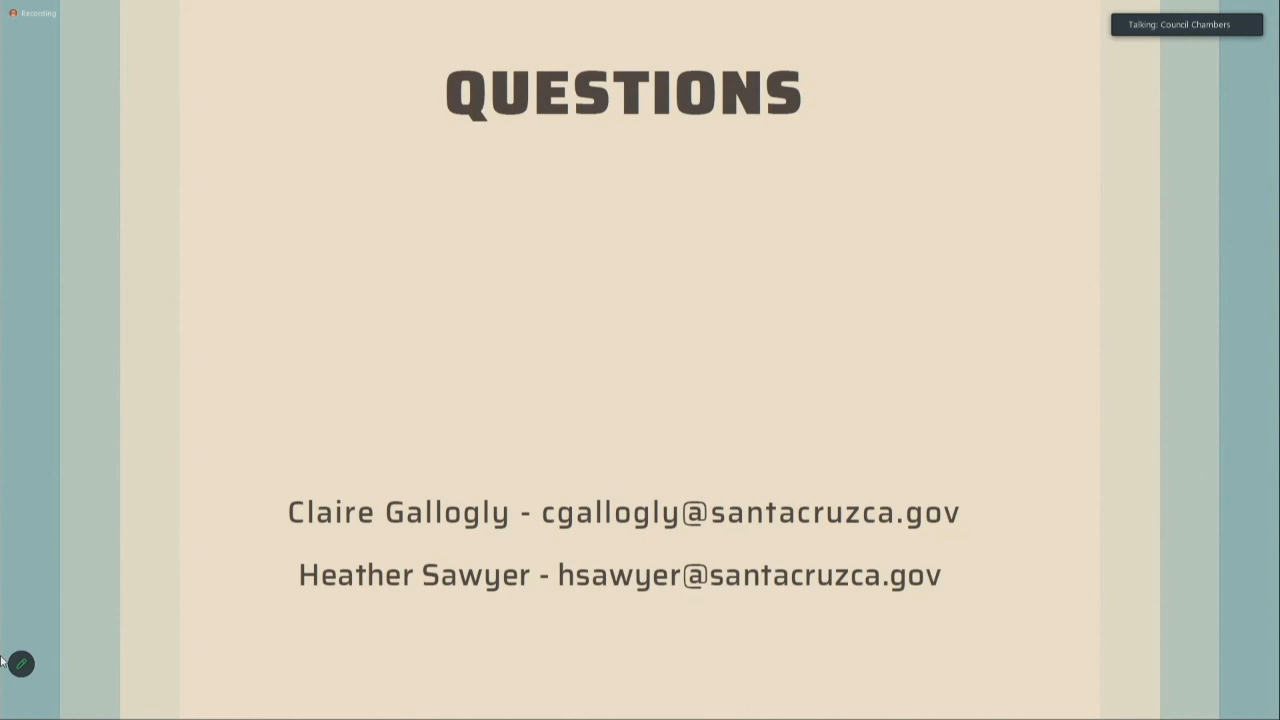 Recording
Talking: Council Chambers
QUESTIONS
Claire Gallogly - cgallogly@santacruzca.gov
Heather Sawyer - hsawyer@santacruzca.gov